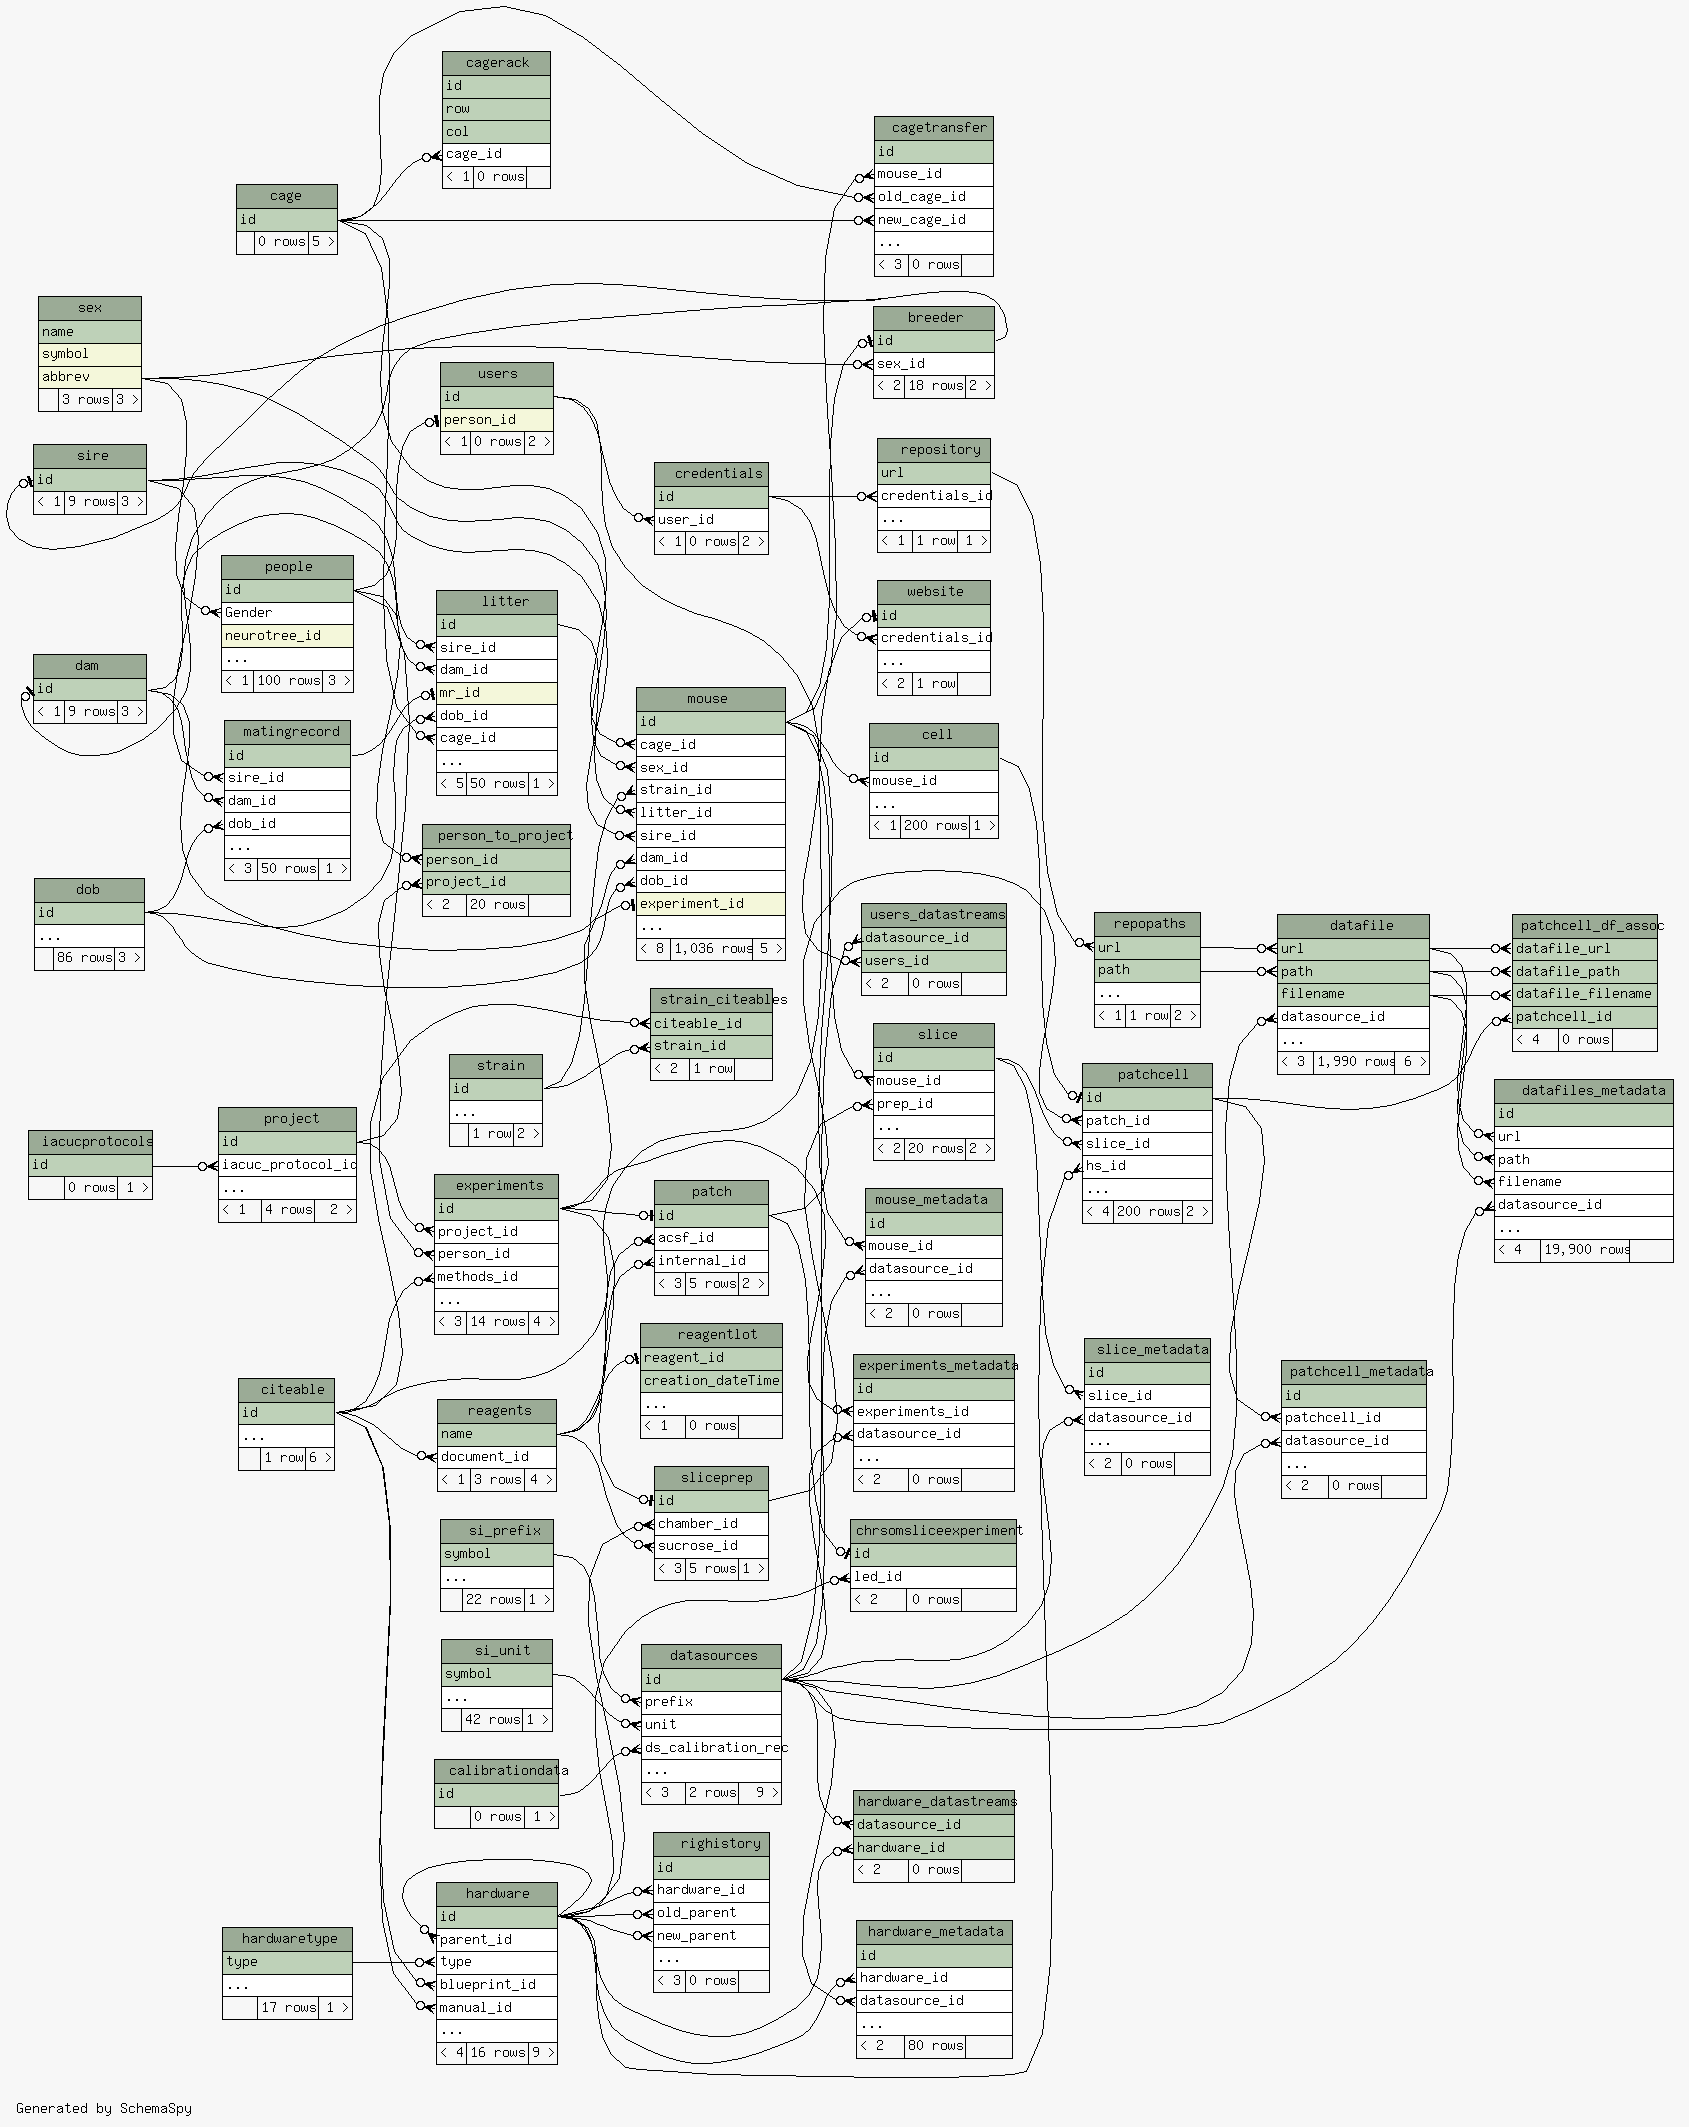 cagerack
id
row
col
cage_id
< 1 0 rows
cagetransfer
id
mouse_id
old_cage_id
new_cage_id
...
< 3 0 rows
cage
id
0 rows 5 >
sex
name
symbol
abbrev
3 rows 3 >
breeder
id
sex_id
< 2 18 rows 2 >
users
id
person_id
< 1 0 rows 2 >
sire
id
< 1 9 rows 3 >
credentials
id
user_id
< 1 0 rows 2 >
repository
url
credentials_id
...
< 1 1 row 1 >
people
id
Gender
neurotree_id
...
< 1 100 rows 3 >
litter
id
sire_id
dam_id
mr_id
dob_id
cage_id
...
< 5 50 rows 1 >
website
id
credentials_id
...
< 2 1 row
dam
id
< 1 9 rows 3 >
matingrecord
id
sire_id
dam_id
dob_id
...
< 3 50 rows 1 >
mouse
id
cage_id
sex_id
strain_id
litter_id
sire_id
dam_id
dob_id
experiment_id
...
< 8 1,036 rows 5 >
cell
id
mouse_id
...
< 1 200 rows 1 >
person_to_project
person_id
project_id
< 2 20 rows
dob
id
...
86 rows 3 >
users_datastreams
datasource_id
users_id
< 2 0 rows
repopaths
url
path
...
< 1 1 row 2 >
datafile
url
path
filename
datasource_id
...
< 3 1,990 rows 6 >
patchcell_df_assoc
datafile_url
datafile_path
datafile_filename
patchcell_id
< 4 0 rows
strain_citeables
citeable_id
strain_id
< 2 1 row
slice
id
mouse_id
prep_id
...
< 2 20 rows 2 >
strain
id
...
1 row 2 >
patchcell
id
patch_id
slice_id
hs_id
...
< 4 200 rows 2 >
datafiles_metadata
id
url
path
filename
datasource_id
...
< 4 19,900 rows
iacucprotocols
id
0 rows 1 >
project
id
iacuc_protocol_id
...
< 1 4 rows 2 >
experiments
id
project_id
person_id
methods_id
...
< 3 14 rows 4 >
patch
id
acsf_id
internal_id
< 3 5 rows 2 >
mouse_metadata
id
mouse_id
datasource_id
...
< 2 0 rows
reagentlot
reagent_id
creation_dateTime
...
< 1 0 rows
experiments_metadata
id
experiments_id
datasource_id
...
< 2 0 rows
slice_metadata
id
slice_id
datasource_id
...
< 2 0 rows
patchcell_metadata
id
patchcell_id
datasource_id
...
< 2 0 rows
citeable
id
...
1 row 6 >
reagents
name
document_id
< 1 3 rows 4 >
sliceprep
id
chamber_id
sucrose_id
< 3 5 rows 1 >
si_prefix
symbol
...
22 rows 1 >
chrsomsliceexperiment
id
led_id
< 2 0 rows
si_unit
symbol
...
42 rows 1 >
datasources
id
prefix
unit
ds_calibration_rec
...
< 3 2 rows 9 >
calibrationdata
id
0 rows 1 >
hardware_datastreams
datasource_id
hardware_id
< 2 0 rows
righistory
id
hardware_id
old_parent
new_parent
...
< 3 0 rows
hardware
id
parent_id
type
blueprint_id
manual_id
...
< 4 16 rows 9 >
hardwaretype
type
...
17 rows 1 >
hardware_metadata
id
hardware_id
datasource_id
...
< 2 80 rows
Generated by SchemaSpy